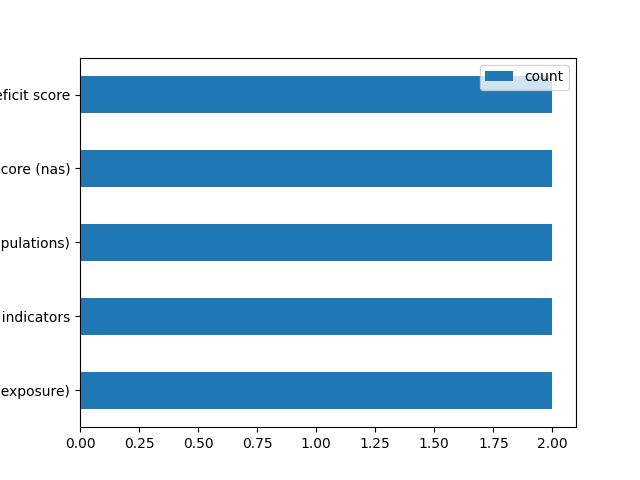 count
eficit score
core (nas)
pulations)
indicators
exposure)
0.00 0.25 0.50 0.75 1.00 1.25 1.50 1.75 2.00